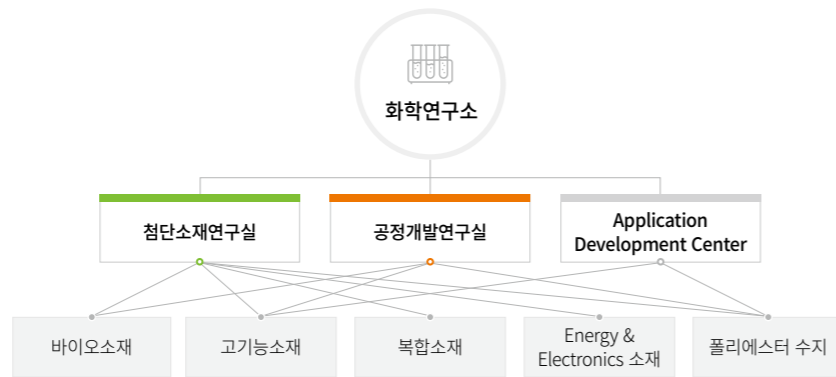 화학연구소
첨단소재연구실
공정개발연구실
Application
Development Center
바이오소재
고기능소재
복합소재
Energy &
Electronics 소재
폴리에스터 수지